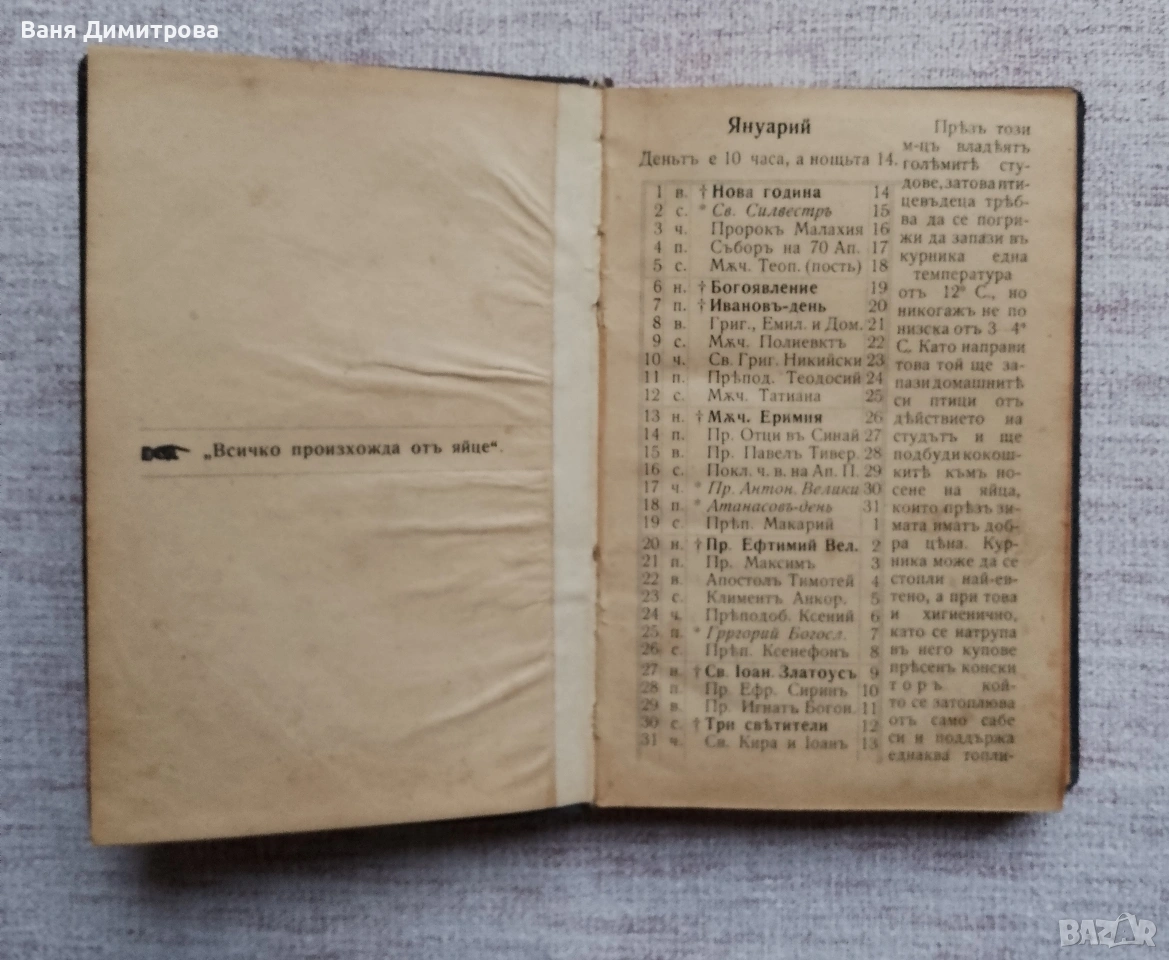 Ваня Димитрова
„Всичко произхожда отъ яйце“.
Януарий
Деньтъ е 10 часа, а нощьта 14.
1 в. † Нова година 14
2 с. * Св. Силвестръ 15
3 ч. Пророкъ Малахия 16
4 п. Съборъ на 70 Ап. 17
5 с. Мѫч. Теоп. (пость) 18
6 н. † Богоявление 19
7 п. † Ивановъ-день 20
8 в. Григ., Емил. и Дом. 21
9 с. Мѫч. Полиевктъ 22
10 ч. Св. Григ. Никийски 23
11 п. Прѣпод. Теодосий 24
12 с. Мѫч. Татиана 25
13 н. † Мѫч. Еримия 26
14 п. Пр. Отци въ Синай 27
15 в. Пр. Павелъ Тивер. 28
16 с. Покл. ч. в. на Ап. П. 29
17 ч. * Пр. Антон. Велики 30
18 п. * Атанасовъ-день 31
19 с. Прѣп. Макарий 1
20 н. † Пр. Ефтимий Вел. 2
21 п. Пр. Максимъ 3
22 в. Апостолъ Тимотей 4
23 с. Климентъ Анкор. 5
24 ч. Прѣподоб. Ксений 6
25 п. * Гргорий Богосл. 7
26 с. Прѣп. Ксенефонъ 8
27 н. † Св. Іоан. Златоусъ 9
28 п. Пр. Ефр. Сиринъ 10
29 в. Пр. Игнат Богон. 11
30 с. † Три свѣтители 12
31 ч. Св. Кира и Іоанъ 13
Прѣзъ този
м-цъ владѣятъ
голѣмитѣ сту-
дове, затова пти-
цевъдеца трѣб-
ва да се погри-
жи да запази въ
курника една
температура
отъ 12° С., но
никогажъ не по
низска отъ 3-4°
С. Като направи
това той ще за-
пази домашнитѣ
си птици отъ
дѣйствието на
студътъ и ще
подбуди кокош-
китѣ къмъ но-
сене на яйца,
които прѣзъ зи-
мата иматъ доб-
ра цѣна. Кур-
ника може да се
стопли най-ев-
тено, а при това
и хигиенично,
като се натрупа
въ него купове
прѣсенъ конски
торъ кой-
то се затоплюва
отъ само себе
си и поддържа
еднаква топли-
BAZAR